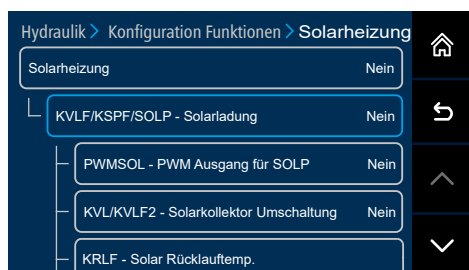 Hydraulik > Konfiguration Funktionen > Solarheizung
Solarheizung Nein
KVLF/KSPF/SOLP - Solarladung Nein
PWMSOL - PWM Ausgang für SOLP Nein
KVL/KVLF2 - Solarkollektor Umschaltung Nein
KRLF - Solar Rücklauftemp.